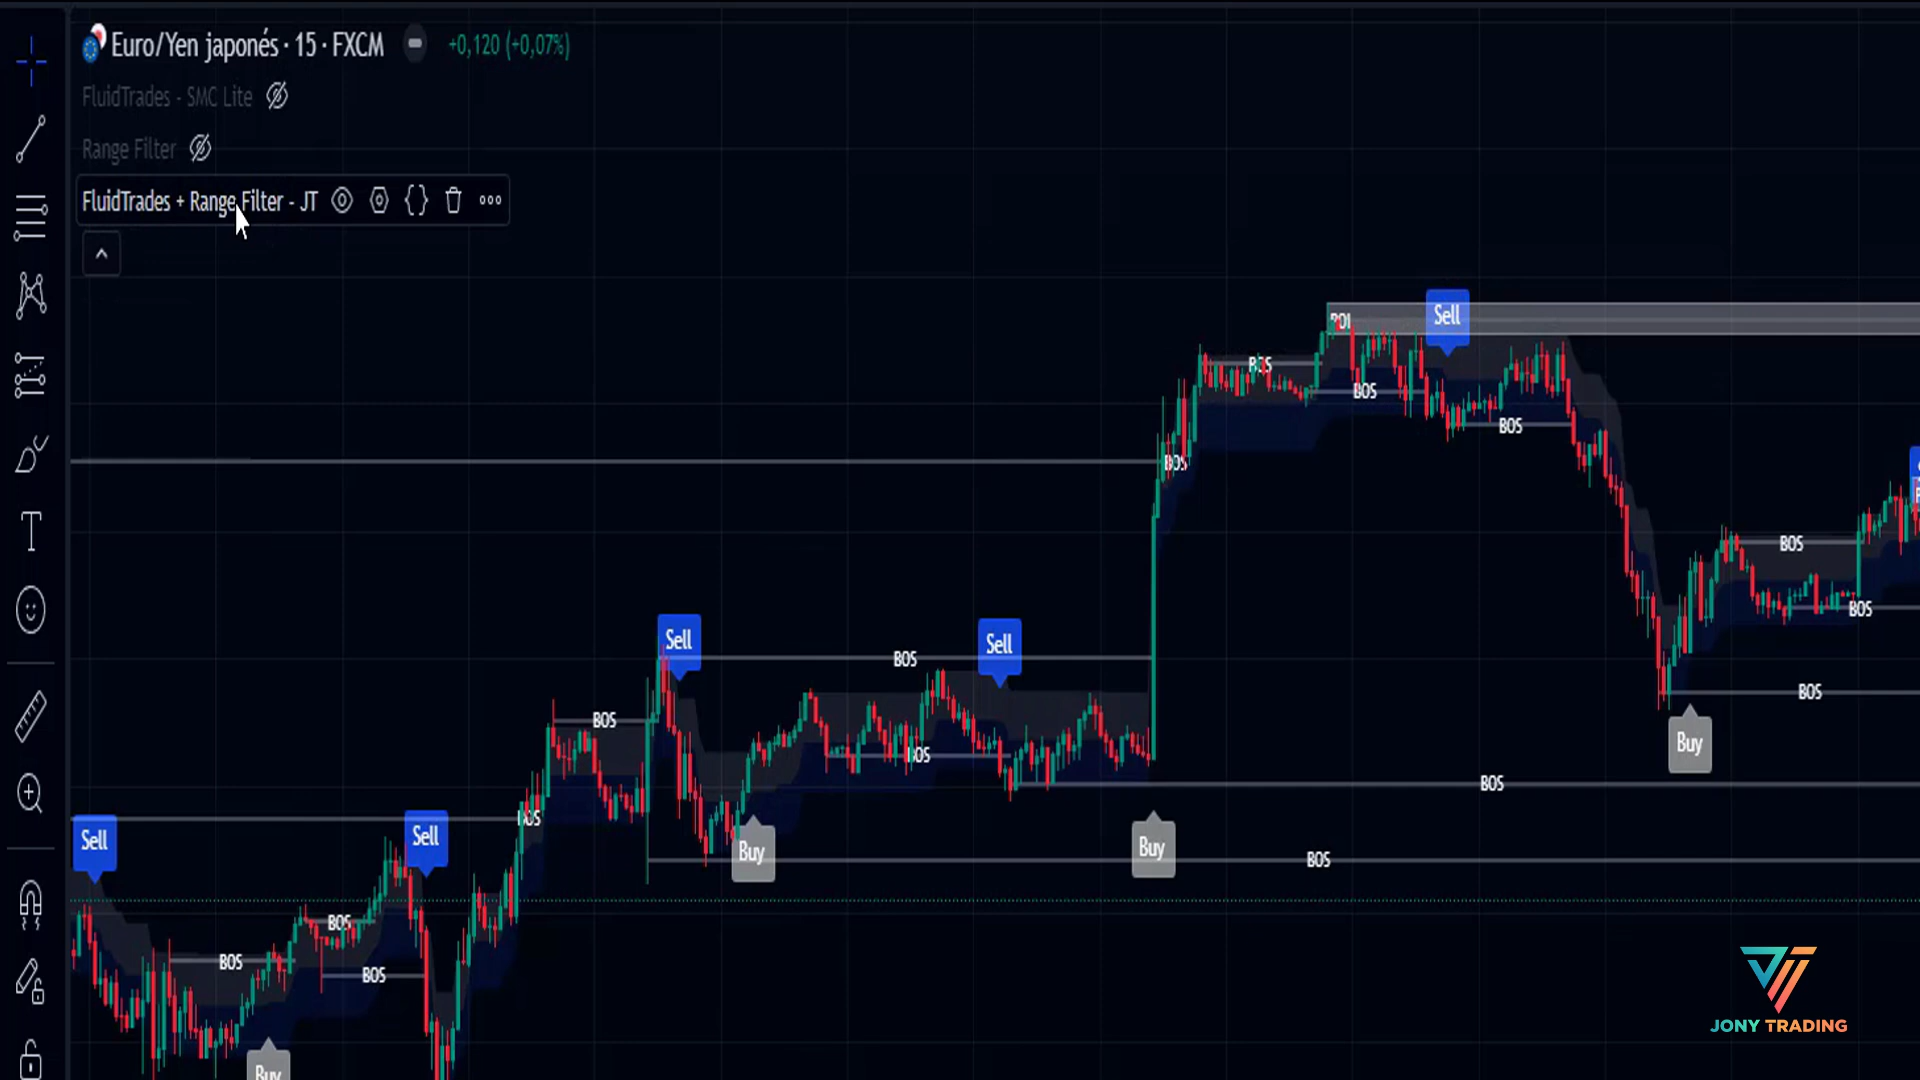 Euro/Yen japonés · 15 · FXCM +0,120 (+0,07%)
FluidTrades - SMC Lite
Range Filter
FluidTrades + Range Filter - JT
Sell
POI
BOS
BOS
BOS
BOS
BOS
BOS
Sell
Sell
BOS
BOS
BOS
Buy
BOS
BOS
BOS
Sell
Sell
Buy
Buy
BOS
BOS
BOS
BOS
Buy
JONY TRADING